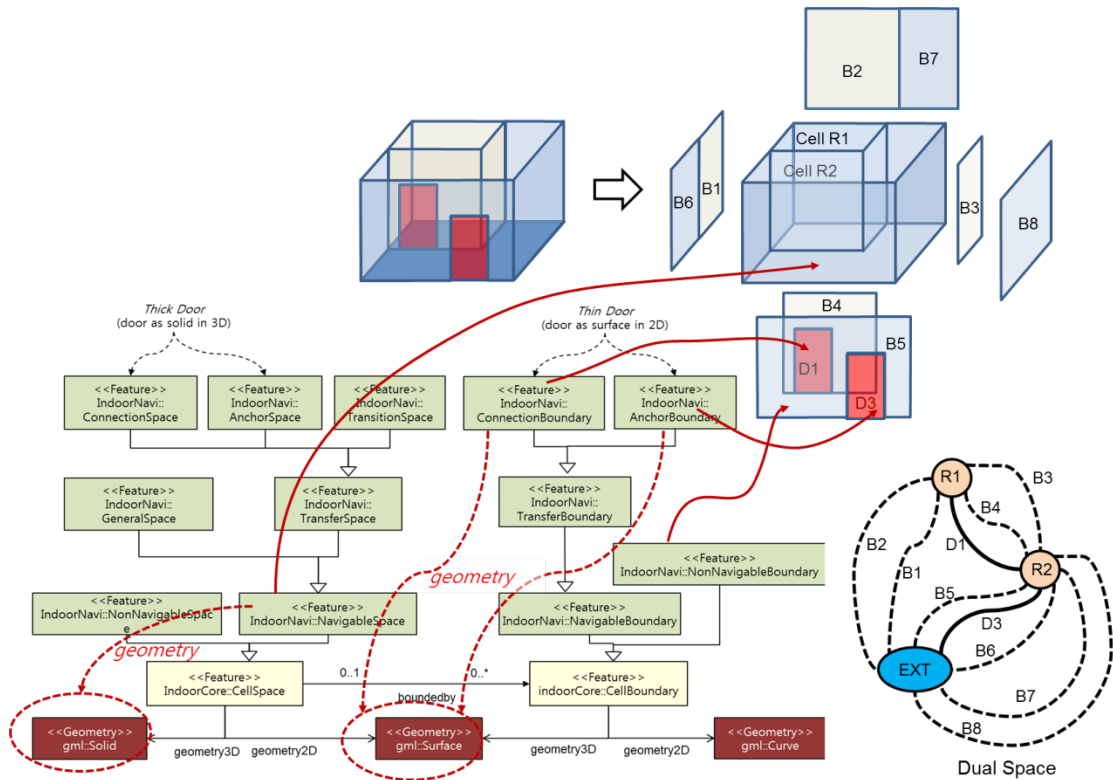 B2
B7
Cell R1
Cell R2
B6
B1
B3
B8
B4
B5
D1
D3
Thick Door
(door as solid in 3D)
Thin Door
(door as surface in 2D)
<<Feature>>
IndoorNavi::
ConnectionSpace
<<Feature>>
IndoorNavi::
AnchorSpace
<<Feature>>
IndoorNavi::
TransitionSpace
<<Feature>>
IndoorNavi::
ConnectionBoundary
<<Feature>>
IndoorNavi::
AnchorBoundary
<<Feature>>
IndoorNavi::
GeneralSpace
<<Feature>>
IndoorNavi::
TransferSpace
<<Feature>>
IndoorNavi::
TransferBoundary
<<Feature>>
IndoorNavi::NonNavigableBoundary
geometry
<<Feature>>
IndoorNavi::NonNavigableSpac
e
<<Feature>>
IndoorNavi::NavigableSpace
<<Feature>>
IndoorNavi::NavigableBoundary
geometry
<<Feature>>
IndoorCore::CellSpace
0..1
0..*
boundedby
<<Feature>>
indoorCore::CellBoundary
<<Geometry>>
gml::Solid
geometry3D
geometry2D
<<Geometry>>
gml::Surface
geometry3D
geometry2D
<<Geometry>>
gml::Curve
R1
B3
B4
B2
D1
B1
R2
B5
D3
EXT
B6
B7
B8
Dual Space